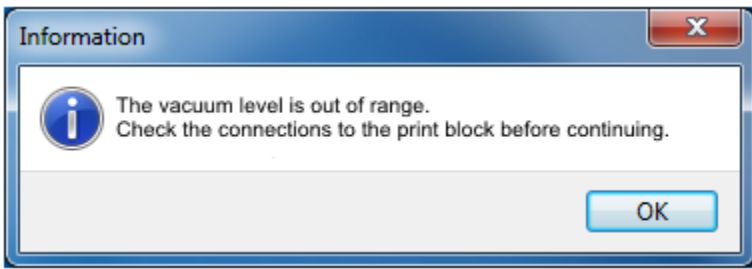 Information
The vacuum level is out of range.
Check the connections to the print block before continuing.
OK